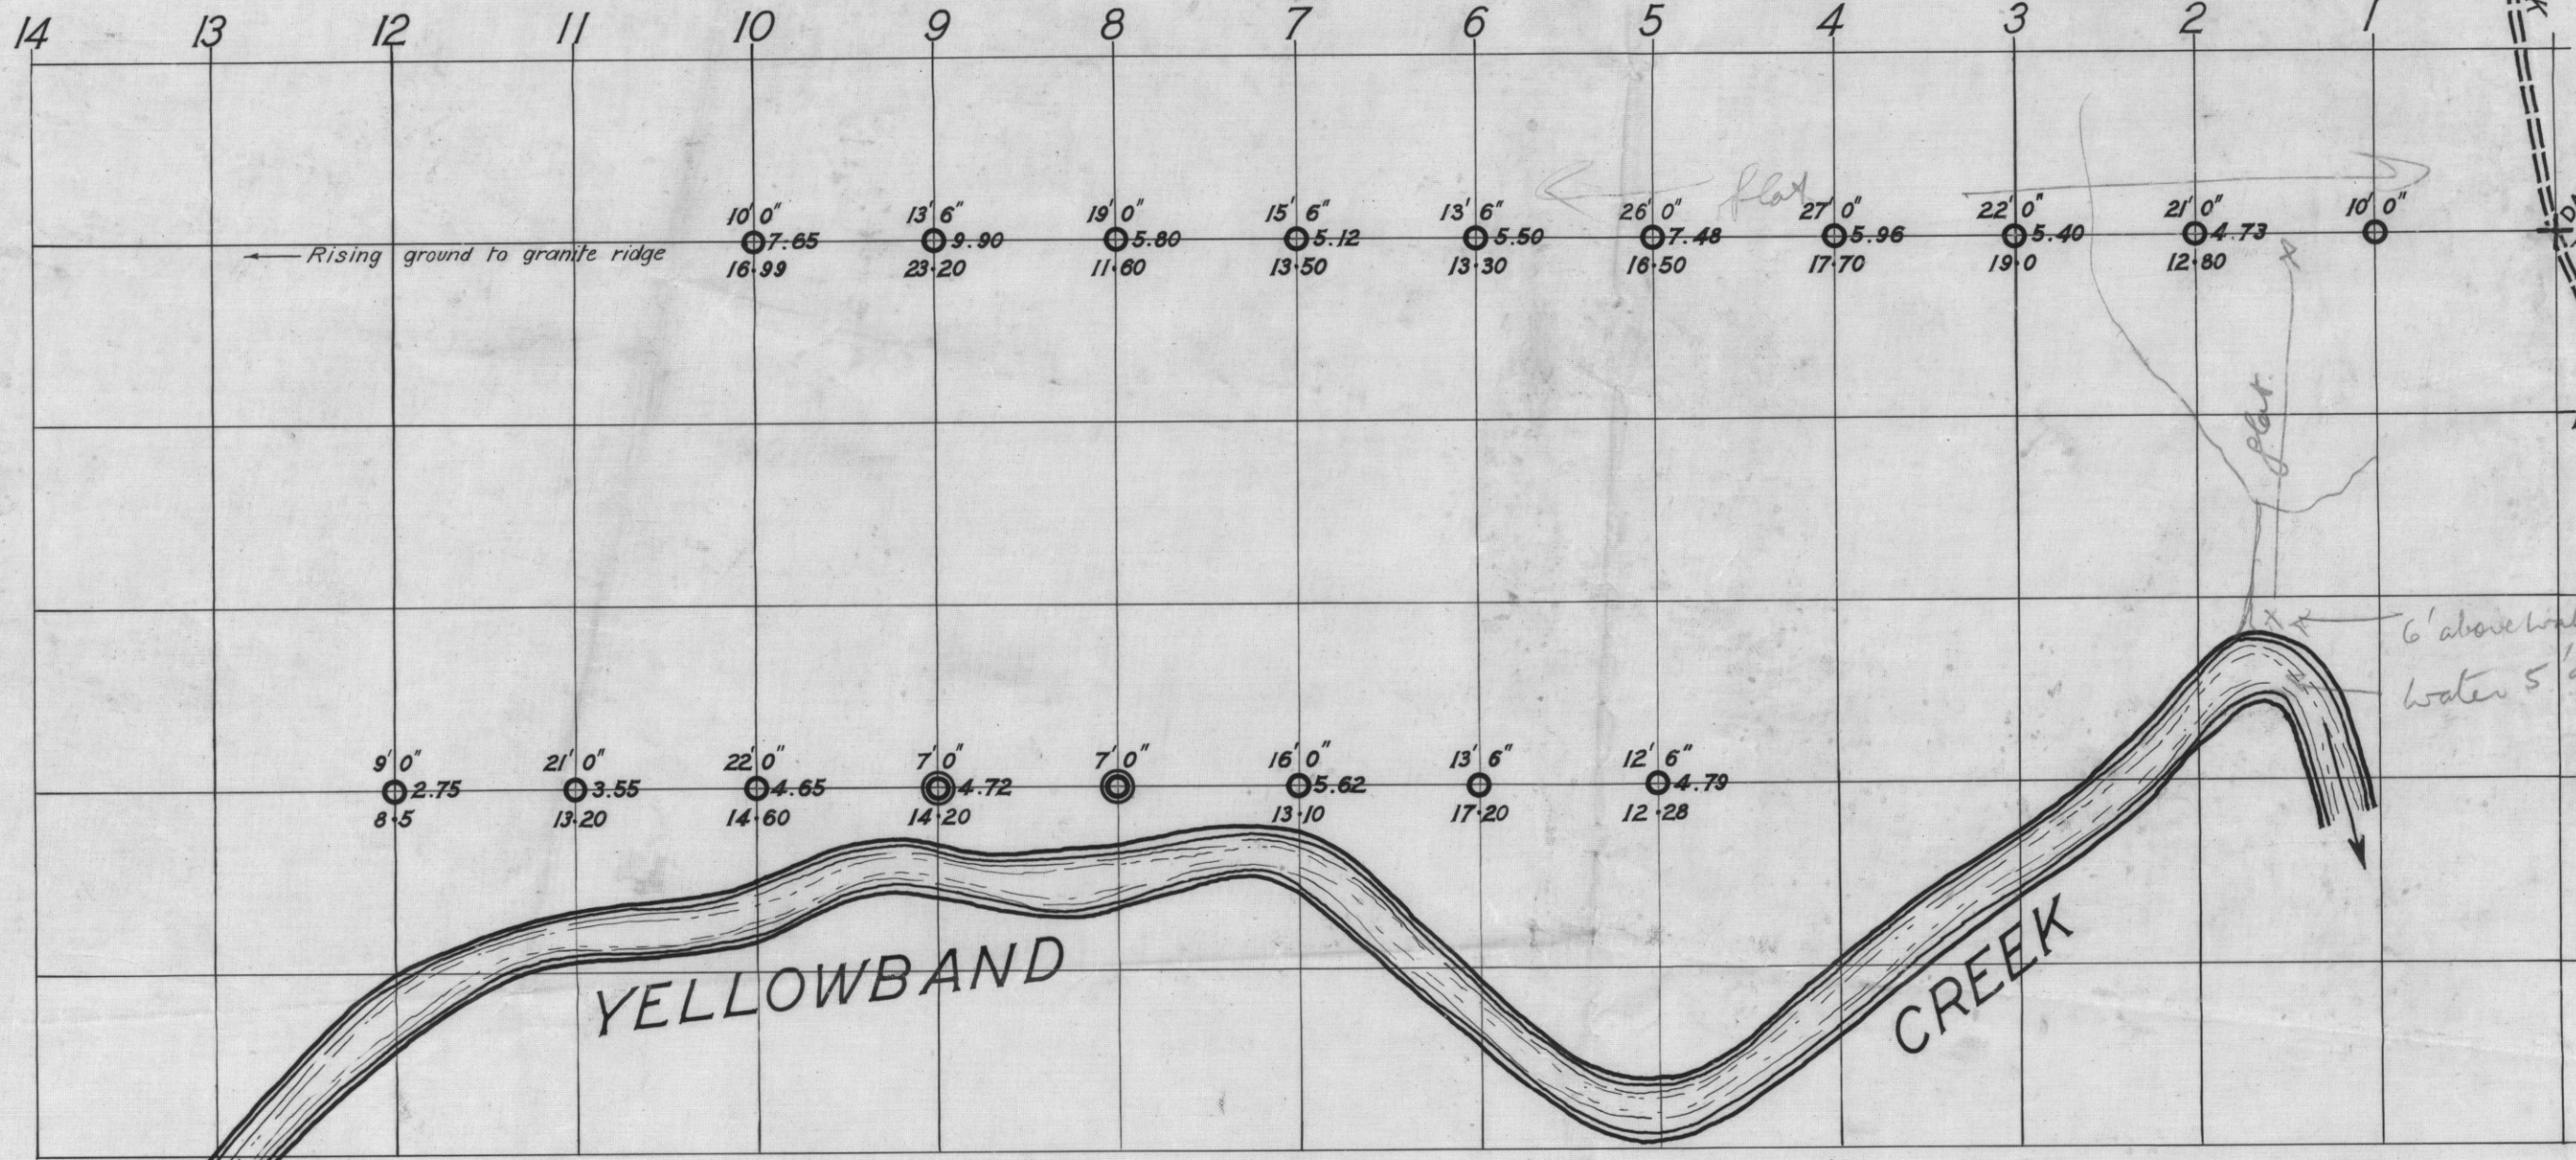 14 13 12 11 10 9 8 7 6 5 4 3 2 1
flat
10' 0" 13' 6" 19' 0" 15' 6" 13' 6" 26' 0" 27' 0" 22' 0" 21' 0" 10' 0"
7.65 9.90 5.80 5.12 5.50 7.48 5.96 5.40 4.73
Rising ground to granite ridge
16.99 23.20 11.60 13.50 13.30 16.50 17.70 19.0 12.80
flat.
6' above
water 5'
9' 0" 21' 0" 22' 0" 7' 0" 7' 0" 16' 0" 13' 6" 12' 6"
2.75 3.55 4.65 4.72 5.62 4.79
8.5 13.20 14.60 14.20 13.10 17.20 12.28
YELLOWBAND CREEK